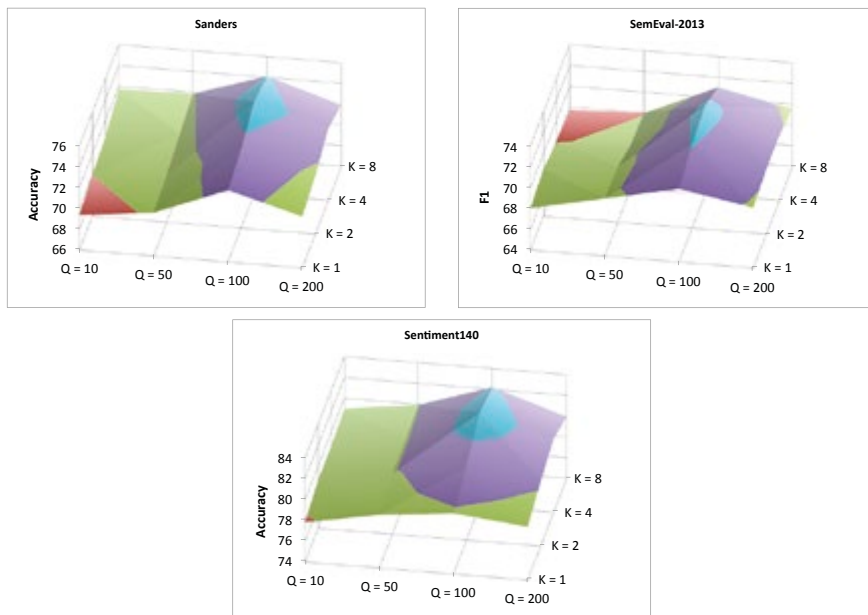 Sanders
76
74
72
70
68
66
Accuracy
Q = 10
Q = 50
Q = 100
Q = 200
K = 8
K = 4
K = 2
K = 1
SemEval-2013
74
72
70
68
66
64
F1
Q = 10
Q = 50
Q = 100
Q = 200
K = 8
K = 4
K = 2
K = 1
Sentiment140
84
82
80
78
76
74
Accuracy
Q = 10
Q = 50
Q = 100
Q = 200
K = 8
K = 4
K = 2
K = 1